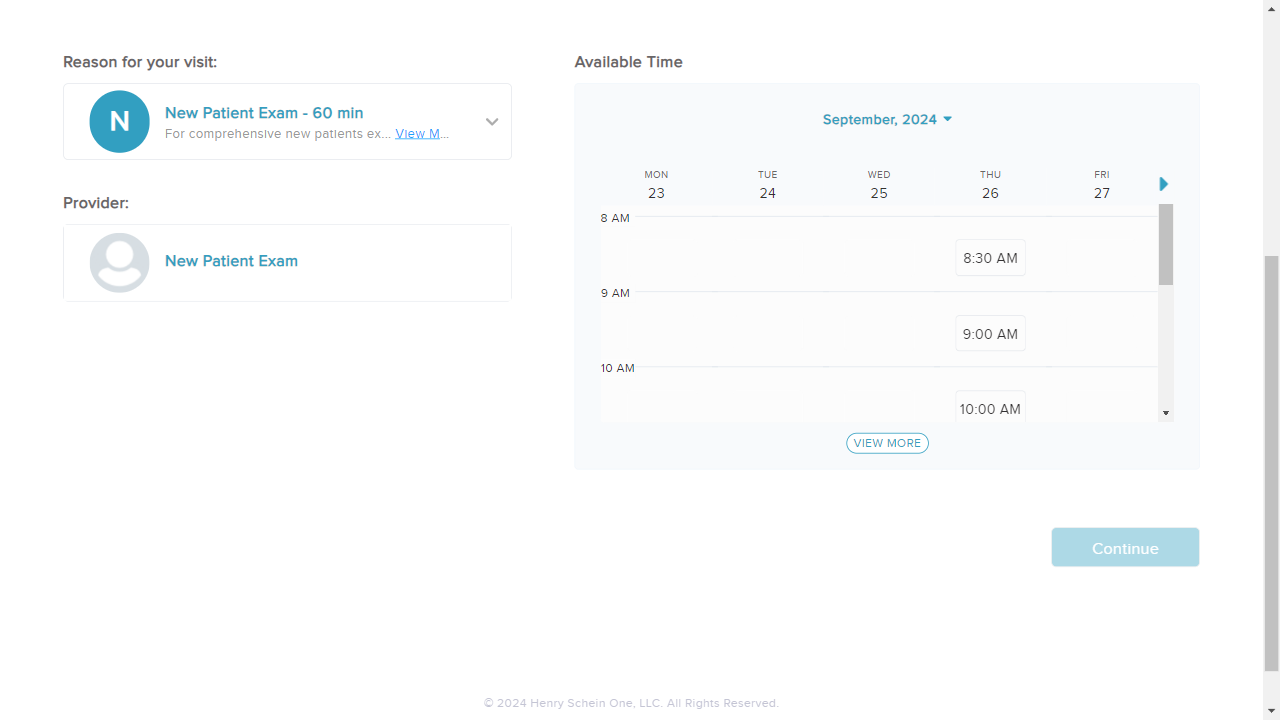 Reason for your visit:
N
New Patient Exam - 60 min
For comprehensive new patients ex... View M...
Provider:
New Patient Exam
Available Time
September, 2024
MON TUE WED THU FRI
23 24 25 26 27
8 AM
8:30 AM
9 AM
9:00 AM
10 AM
10:00 AM
VIEW MORE
Continue
© 2024 Henry Schein One, LLC. All Rights Reserved.